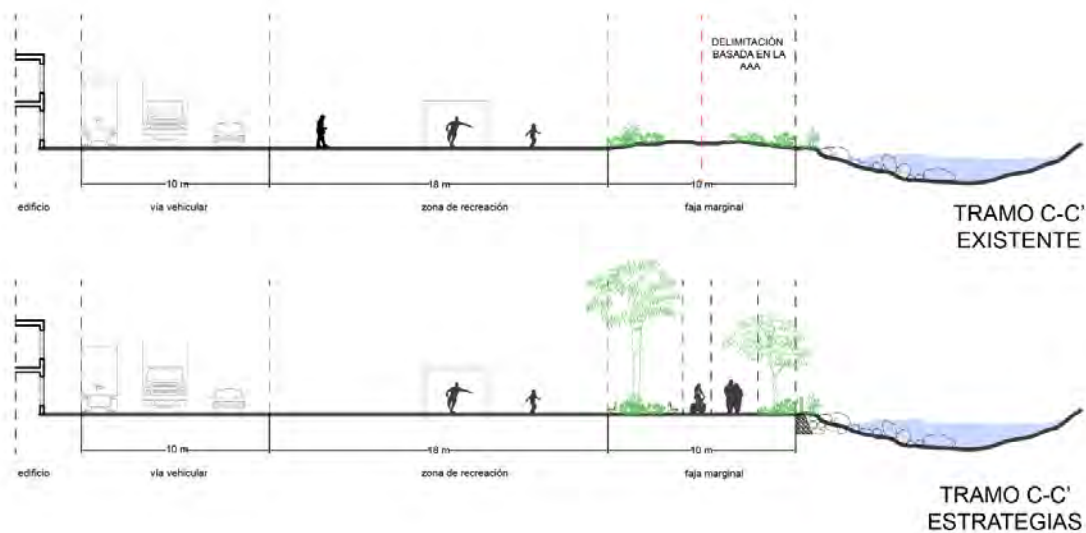 DELIMITACIÓN
BASADA EN LA
AAA
10 m
18 m
10 m
edificio
vía vehicular
zona de recreación
faja marginal
TRAMO C-C'
EXISTENTE
10 m
18 m
10 m
edificio
vía vehicular
zona de recreación
faja marginal
TRAMO C-C'
ESTRATEGIAS